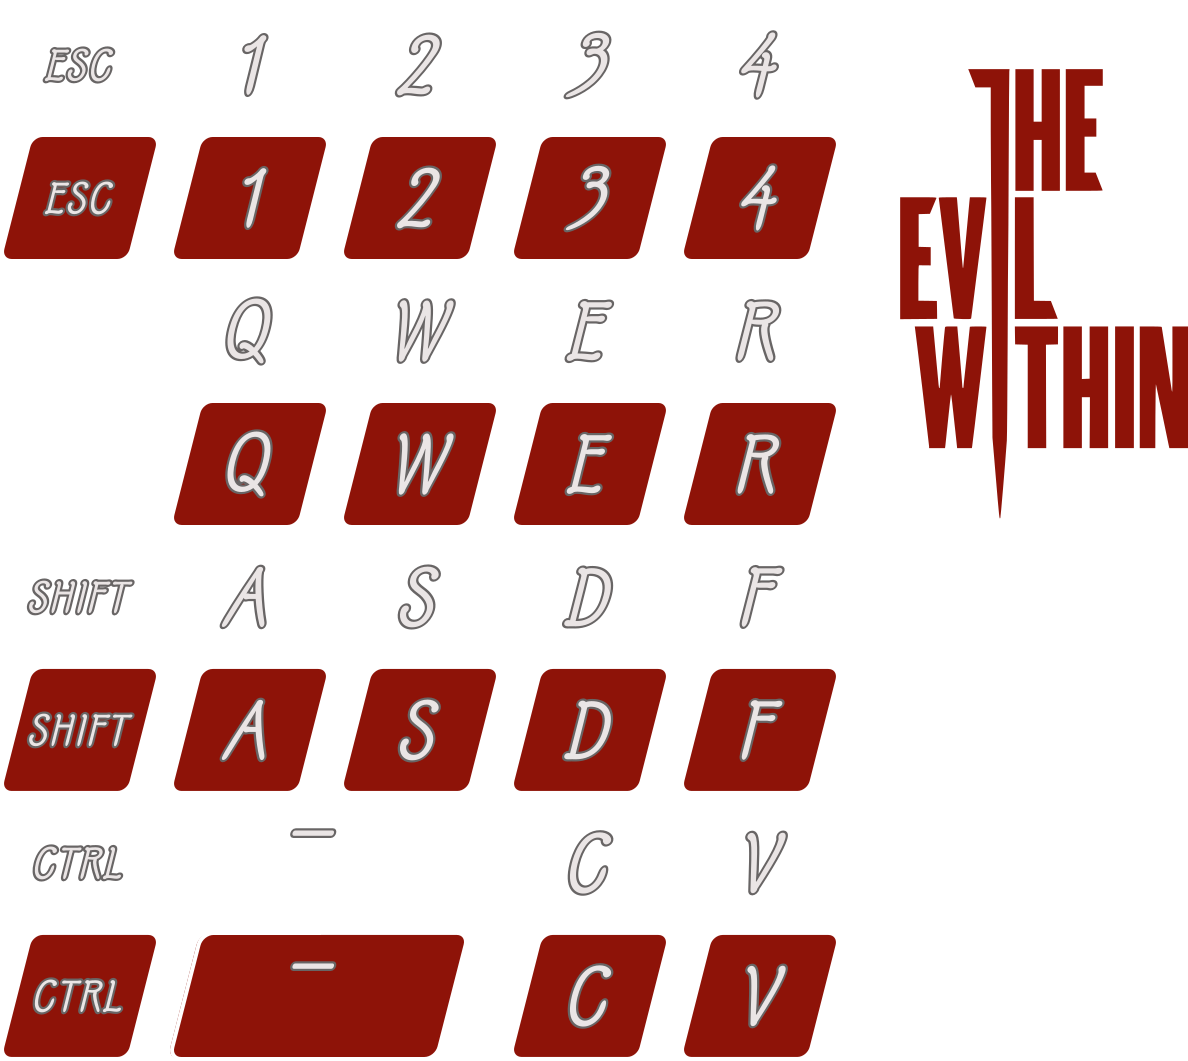 ESC 1 2 3 4
ESC 1 2 3 4
Q W E R
Q W E R
SHIFT A S D F
SHIFT A S D F
CTRL — C V
CTRL — C V
THE
EVIL
WITHIN